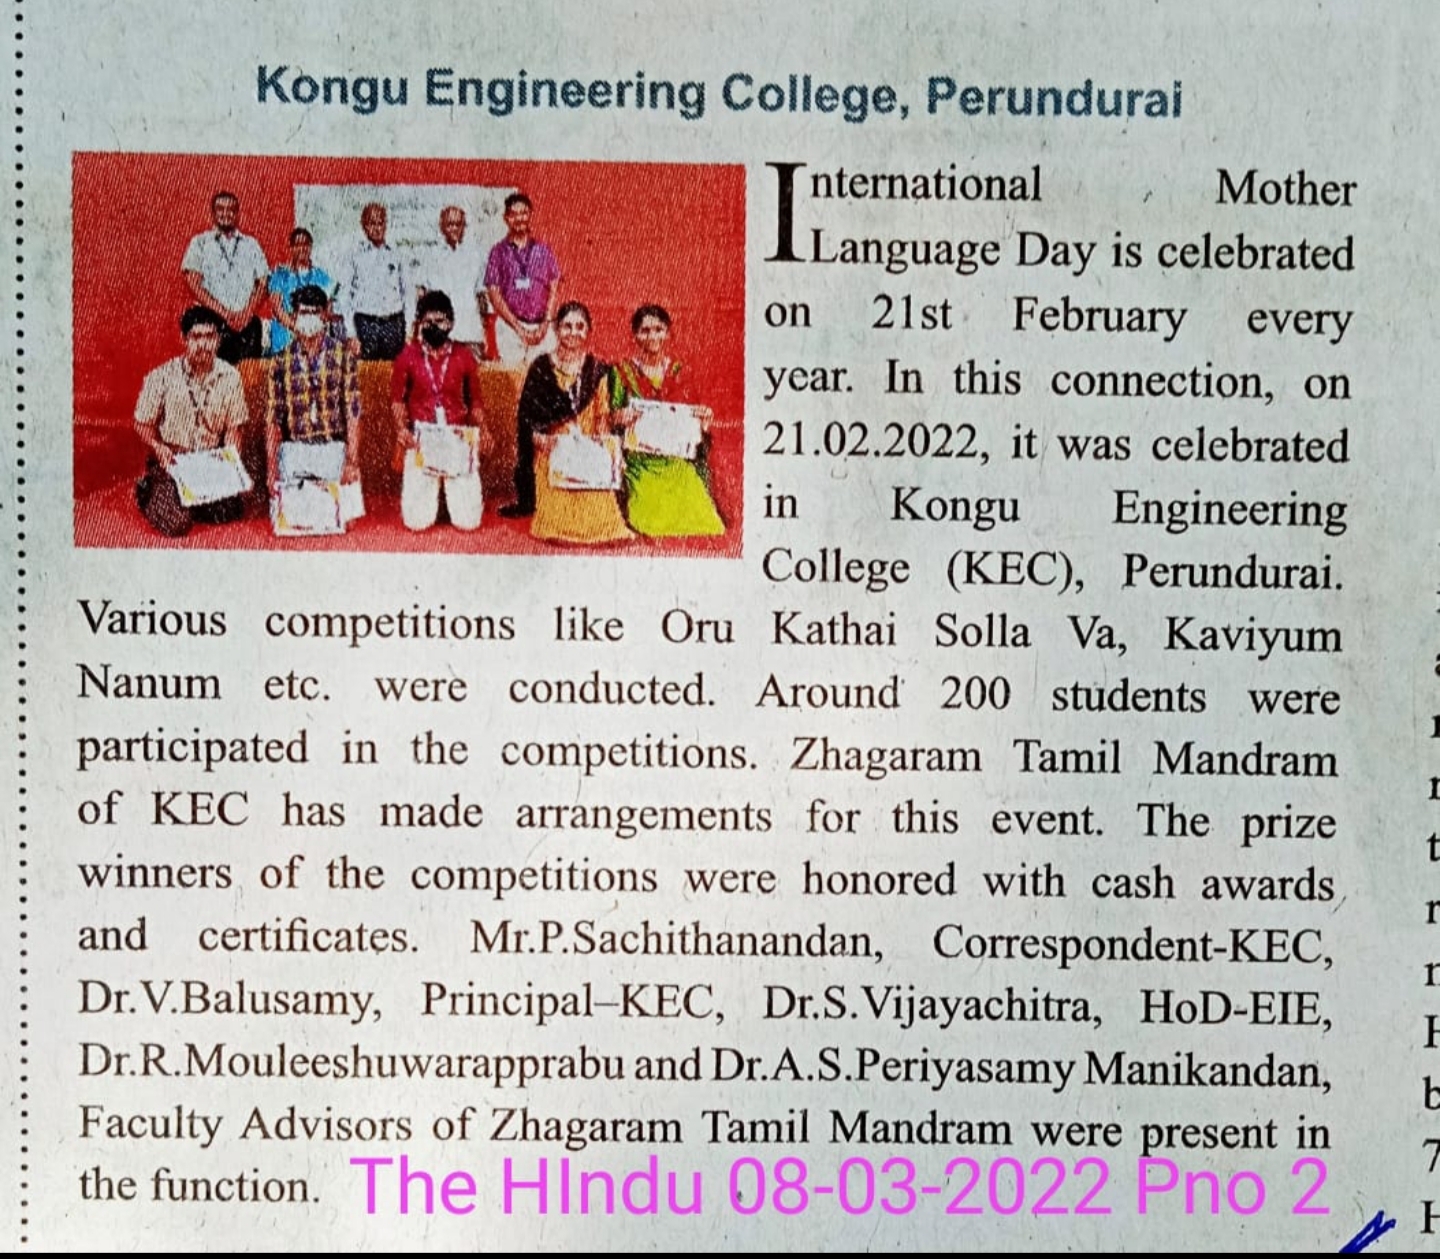 Kongu Engineering College, Perundurai
International Mother
Language Day is celebrated
on 21st February every
year. In this connection, on
21.02.2022, it was celebrated
in Kongu Engineering
College (KEC), Perundurai.
Various competitions like Oru Kathai Solla Va, Kaviyum
Nanum etc. were conducted. Around 200 students were
participated in the competitions. Zhagaram Tamil Mandram
of KEC has made arrangements for this event. The prize
winners of the competitions were honored with cash awards
and certificates. Mr.P.Sachithanandan, Correspondent-KEC,
Dr.V.Balusamy, Principal–KEC, Dr.S.Vijayachitra, HoD-EIE,
Dr.R.Mouleeshuwarapprabu and Dr.A.S.Periyasamy Manikandan,
Faculty Advisors of Zhagaram Tamil Mandram were present in
the function.
The HIndu 08-03-2022 Pno 2